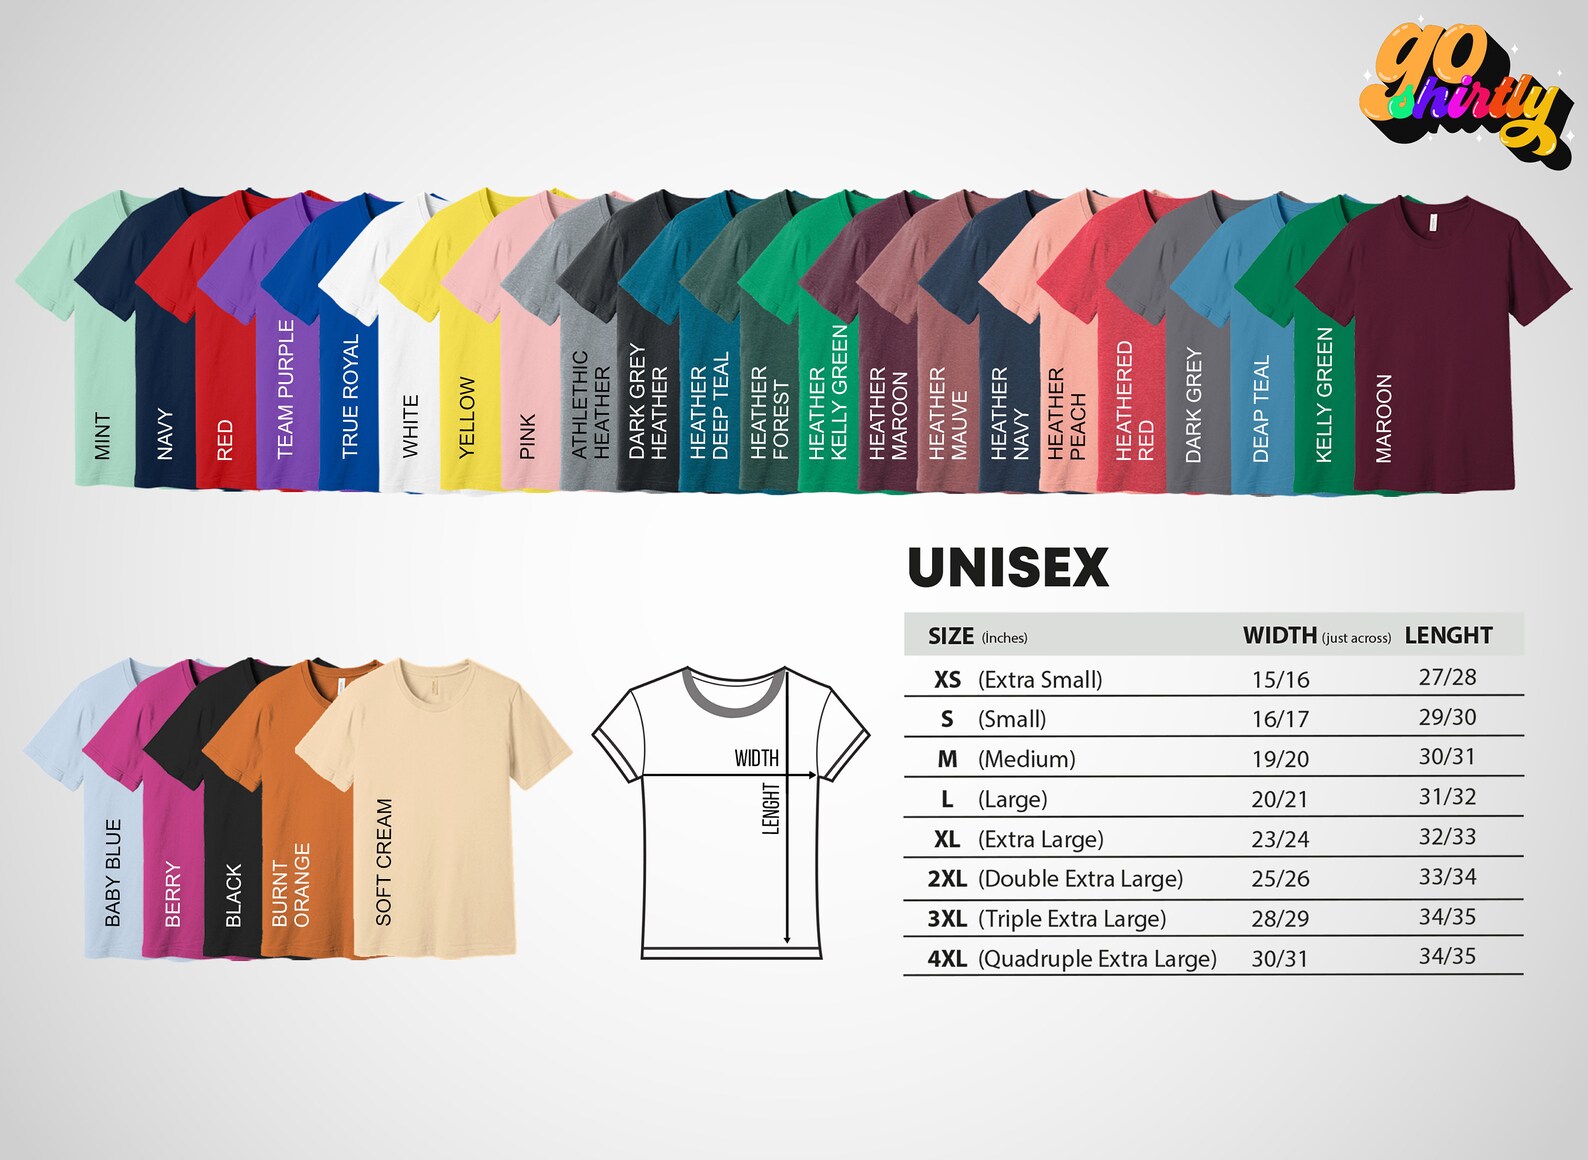 go
shirtly
MINT
NAVY
RED
TEAM PURPLE
TRUE ROYAL
WHITE
YELLOW
PINK
ATHLETHIC
HEATHER
DARK GREY
HEATHER
HEATHER
DEEP TEAL
HEATHER
FOREST
HEATHER
KELLY GREEN
HEATHER
MAROON
HEATHER
MAUVE
HEATHER
NAVY
HEATHER
PEACH
HEATHERED
RED
DARK GREY
DEAP TEAL
KELLY GREEN
MAROON
BABY BLUE
BERRY
BLACK
BURNT
ORANGE
SOFT CREAM
WIDTH
LENGHT
UNISEX
SIZE (inches) WIDTH (just across) LENGHT
XS (Extra Small) 15/16 27/28
S (Small) 16/17 29/30
M (Medium) 19/20 30/31
L (Large) 20/21 31/32
XL (Extra Large) 23/24 32/33
2XL (Double Extra Large) 25/26 33/34
3XL (Triple Extra Large) 28/29 34/35
4XL (Quadruple Extra Large) 30/31 34/35